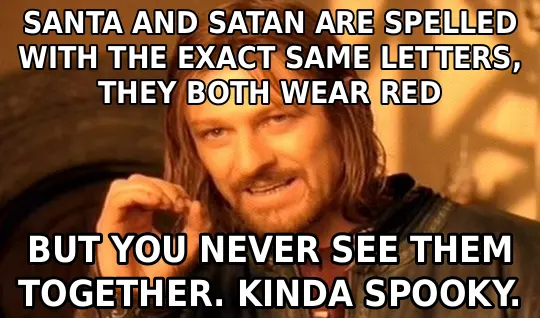 SANTA AND SATAN ARE SPELLED
WITH THE EXACT SAME LETTERS,
THEY BOTH WEAR RED
BUT YOU NEVER SEE THEM
TOGETHER. KINDA SPOOKY.